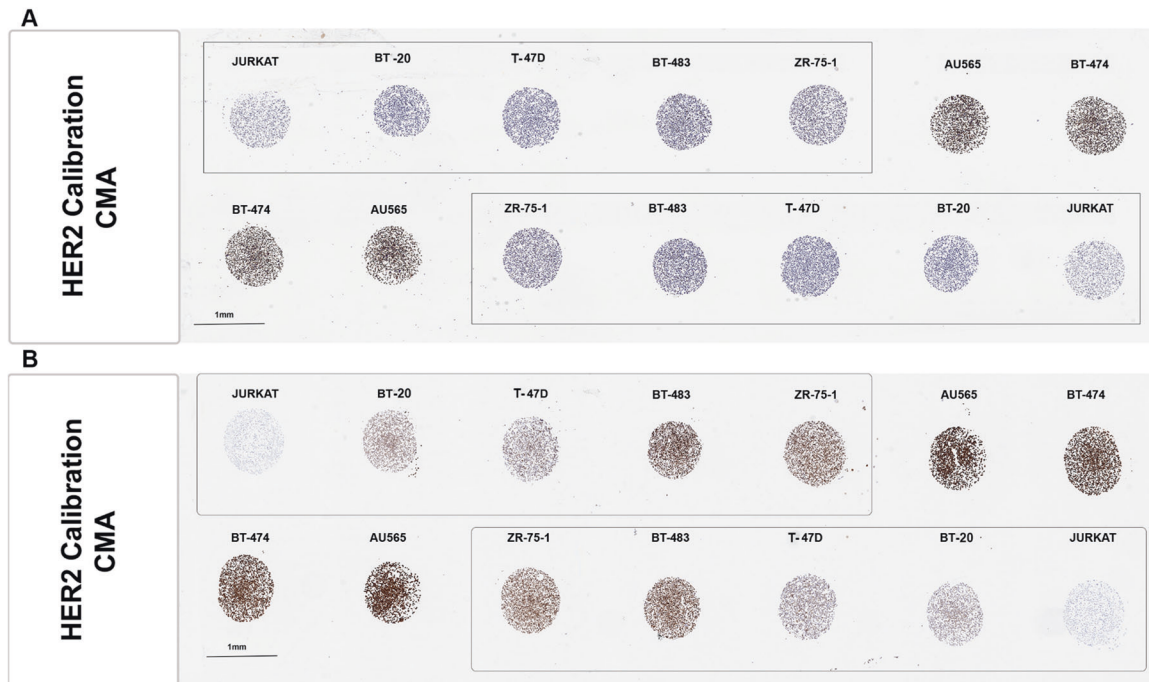 A
HER2 Calibration
CMA
JURKAT
BT-20
T-47D
BT-483
ZR-75-1
AU565
BT-474
BT-474
AU565
ZR-75-1
BT-483
T-47D
BT-20
JURKAT
1mm
B
HER2 Calibration
CMA
JURKAT
BT-20
T-47D
BT-483
ZR-75-1
AU565
BT-474
BT-474
AU565
ZR-75-1
BT-483
T-47D
BT-20
JURKAT
1mm